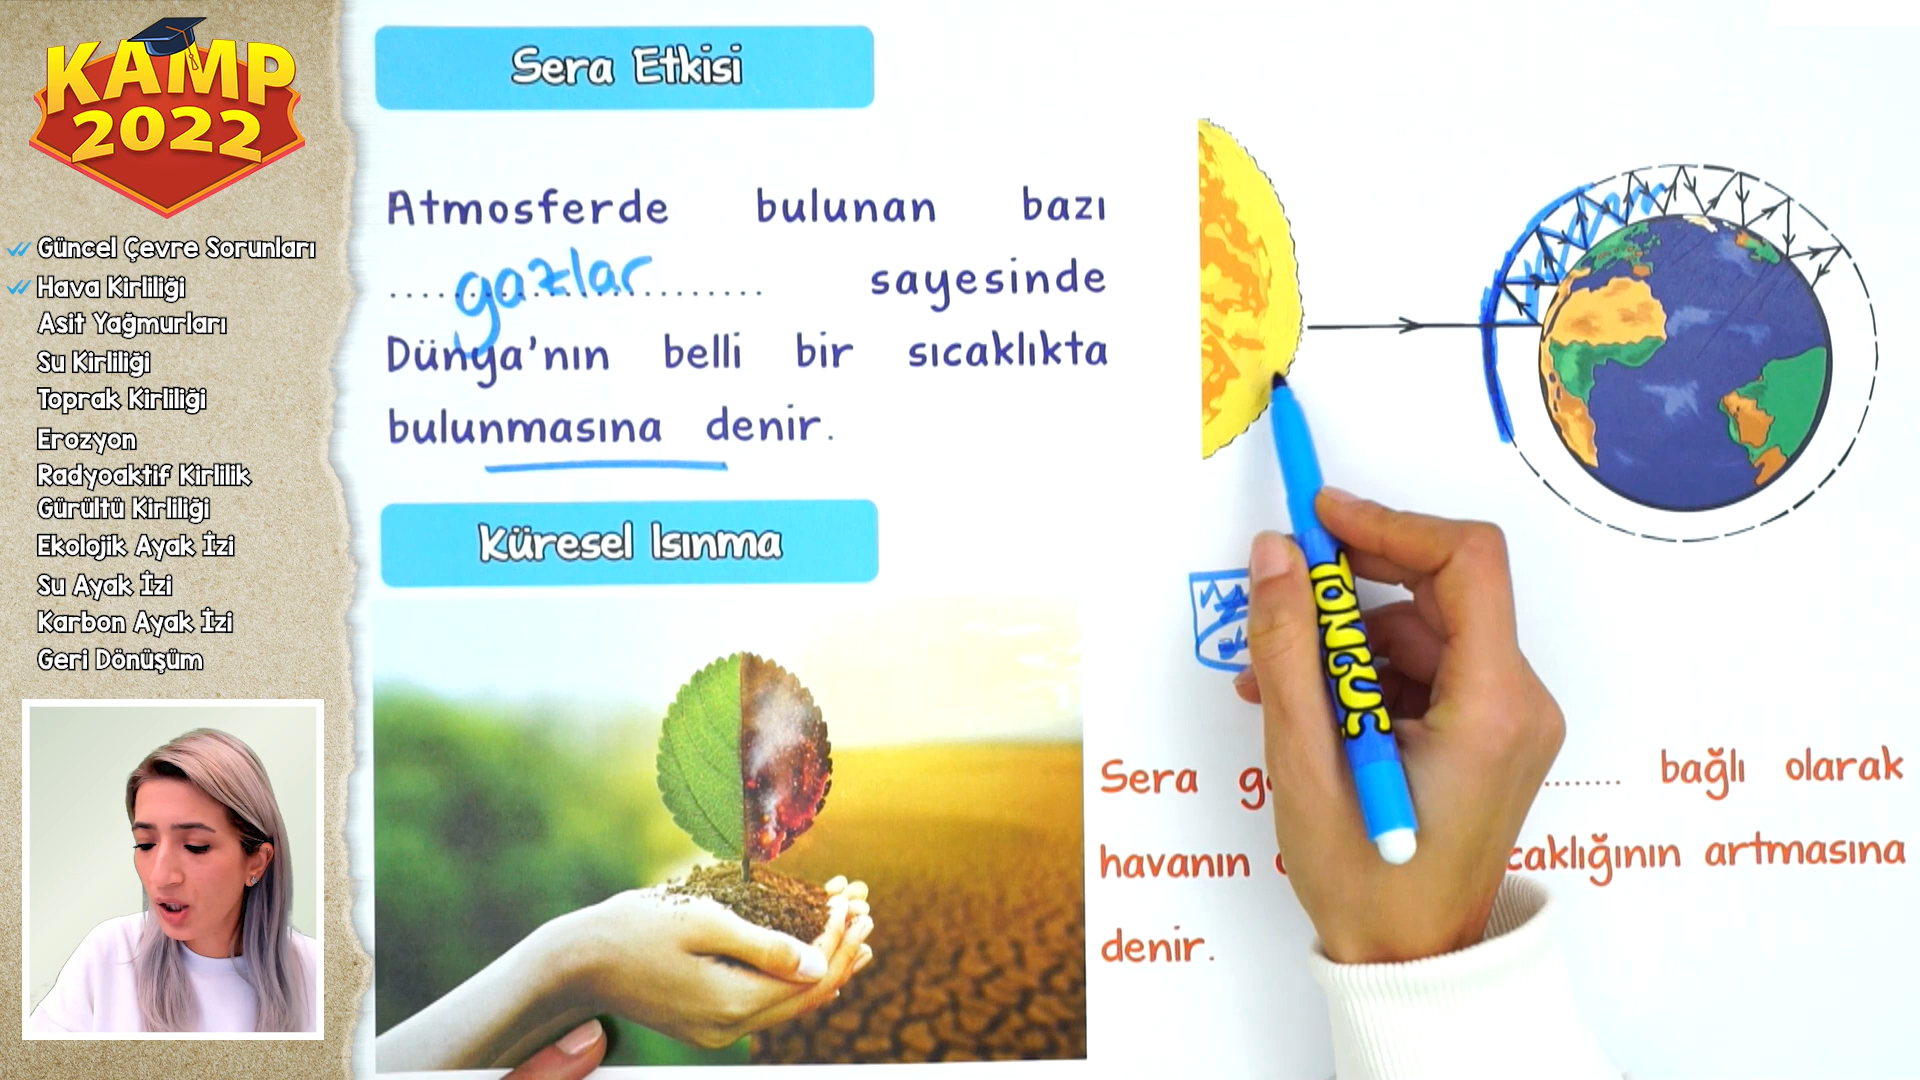 KAMP
2022
Güncel Çevre Sorunları
Hava Kirliliği
Asit Yağmurları
Su Kirliliği
Toprak Kirliliği
Erozyon
Radyoaktif Kirlilik
Gürültü Kirliliği
Ekolojik Ayak İzi
Su Ayak İzi
Karbon Ayak İzi
Geri Dönüşüm
Sera Etkisi
Atmosferde bulunan bazı
gazlar sayesinde
Dünya'nın belli bir sıcaklıkta
bulunmasına denir.
Küresel Isınma
TONGUÇ
Sera ........ bağlı olarak
havanın caklığının artmasına
denir.